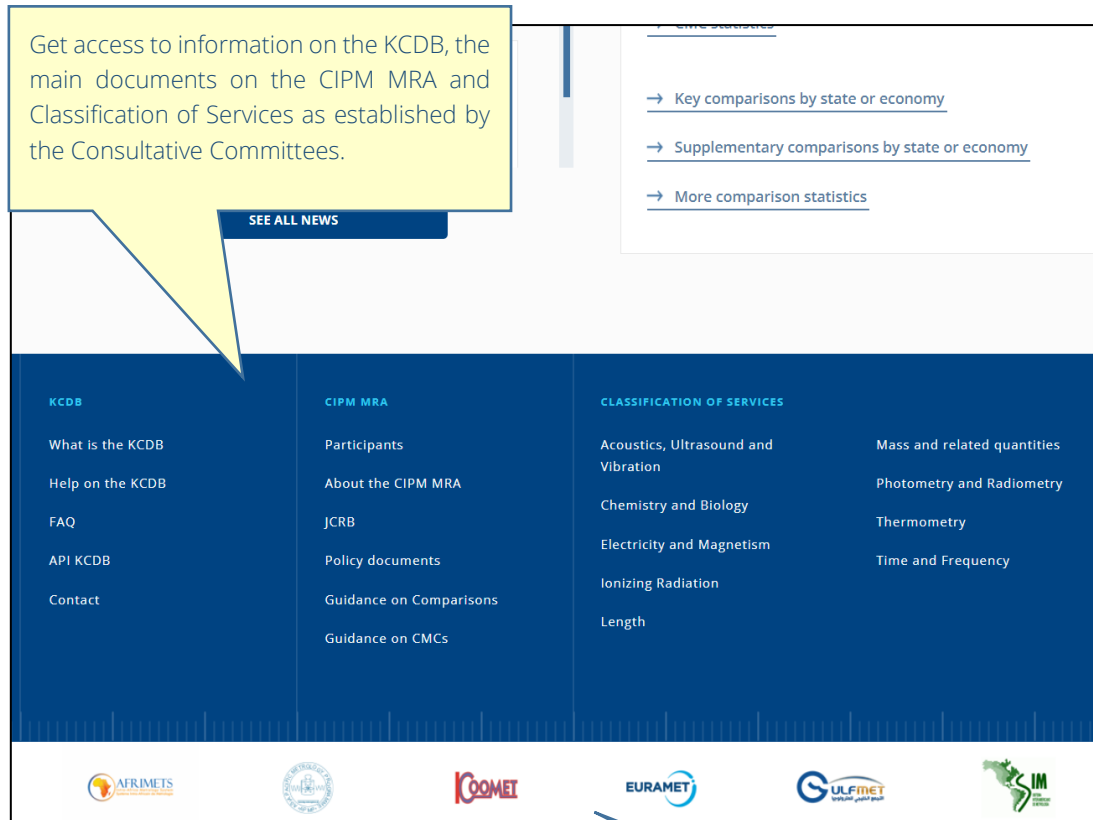 Get access to information on the KCDB, the
main documents on the CIPM MRA and
Classification of Services as established by
the Consultative Committees.
CMC statistics
→ Key comparisons by state or economy
→ Supplementary comparisons by state or economy
→ More comparison statistics
SEE ALL NEWS
KCDB
What is the KCDB
Help on the KCDB
FAQ
API KCDB
Contact
CIPM MRA
Participants
About the CIPM MRA
JCRB
Policy documents
Guidance on Comparisons
Guidance on CMCs
CLASSIFICATION OF SERVICES
Acoustics, Ultrasound and
Vibration
Chemistry and Biology
Electricity and Magnetism
Ionizing Radiation
Length
Mass and related quantities
Photometry and Radiometry
Thermometry
Time and Frequency
AFRIMETS
COOMET
EURAMET
GULFMET
SIM